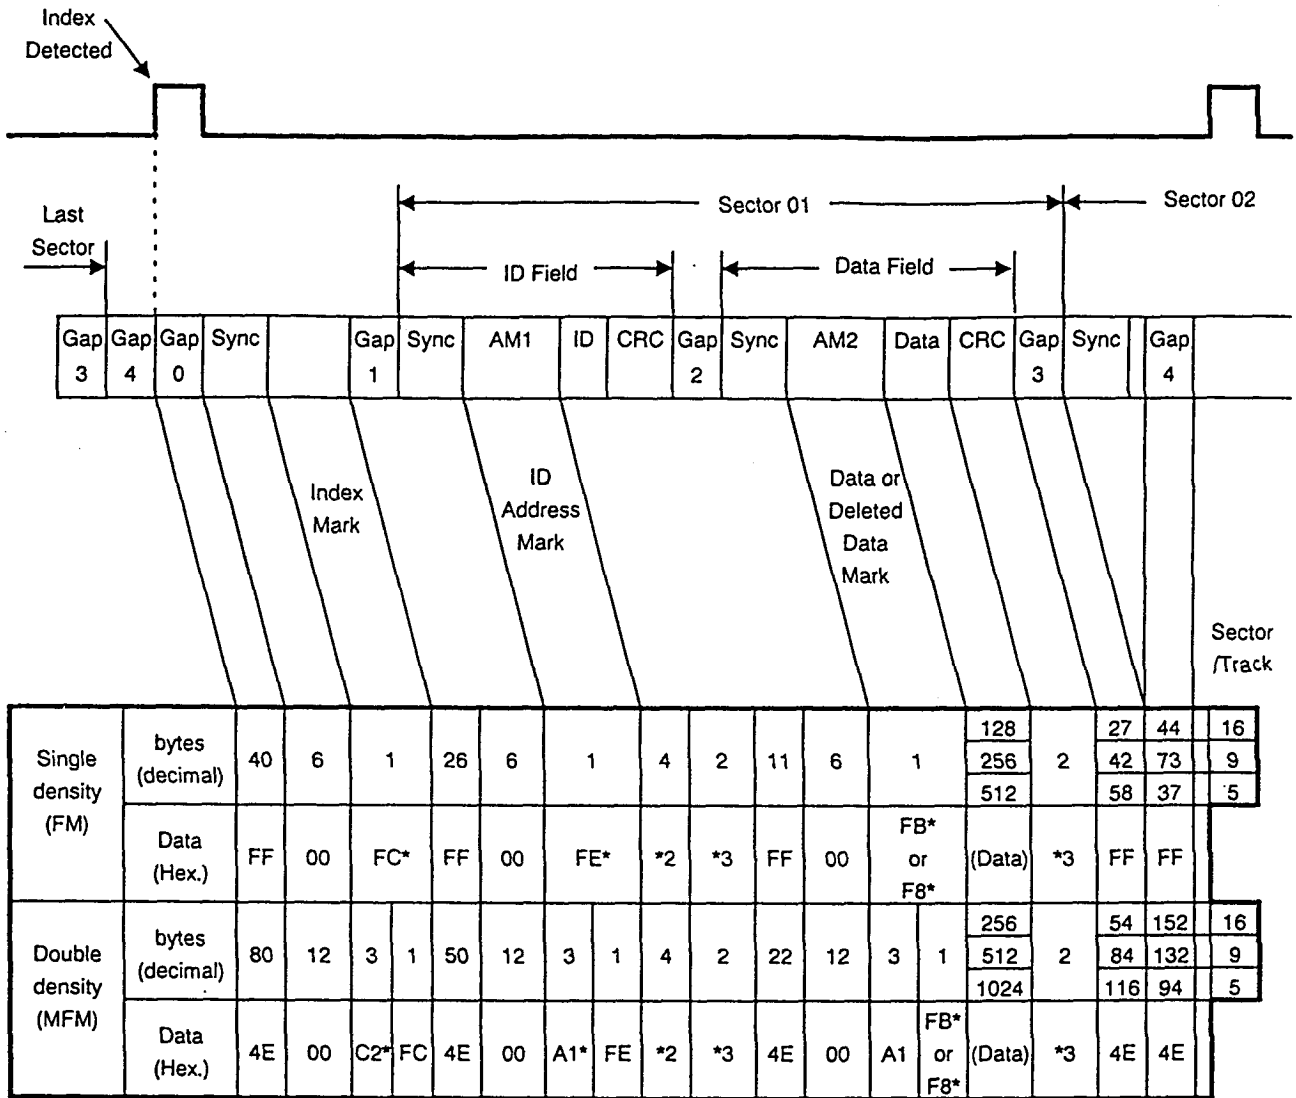 Index
Detected
Last
Sector
Sector 01
Sector 02
ID Field
Data Field
Gap 3
Gap 4
Gap 0
Sync
Gap 1
Sync
AM1
ID
CRC
Gap 2
Sync
AM2
Data
CRC
Gap 3
Sync
Gap 4
Index
Mark
ID
Address
Mark
Data or
Deleted
Data
Mark
Sector
/Track
Single
density
(FM)
bytes
(decimal)
40 6 1 26 6 1 4 2 11 6 1
128 27 44 16
256 2 42 73 9
512 58 37 5
Data
(Hex.)
FF 00 FC* FF 00 FE* *2 *3 FF 00
FB*
or
F8*
(Data) *3 FF FF
Double
density
(MFM)
bytes
(decimal)
80 12 3 1 50 12 3 1 4 2 22 12 3 1
256 54 152 16
512 2 84 132 9
1024 116 94 5
Data
(Hex.)
4E 00 C2* FC 4E 00 A1* FE *2 *3 4E 00 A1
FB*
or
F8*
(Data) *3 4E 4E